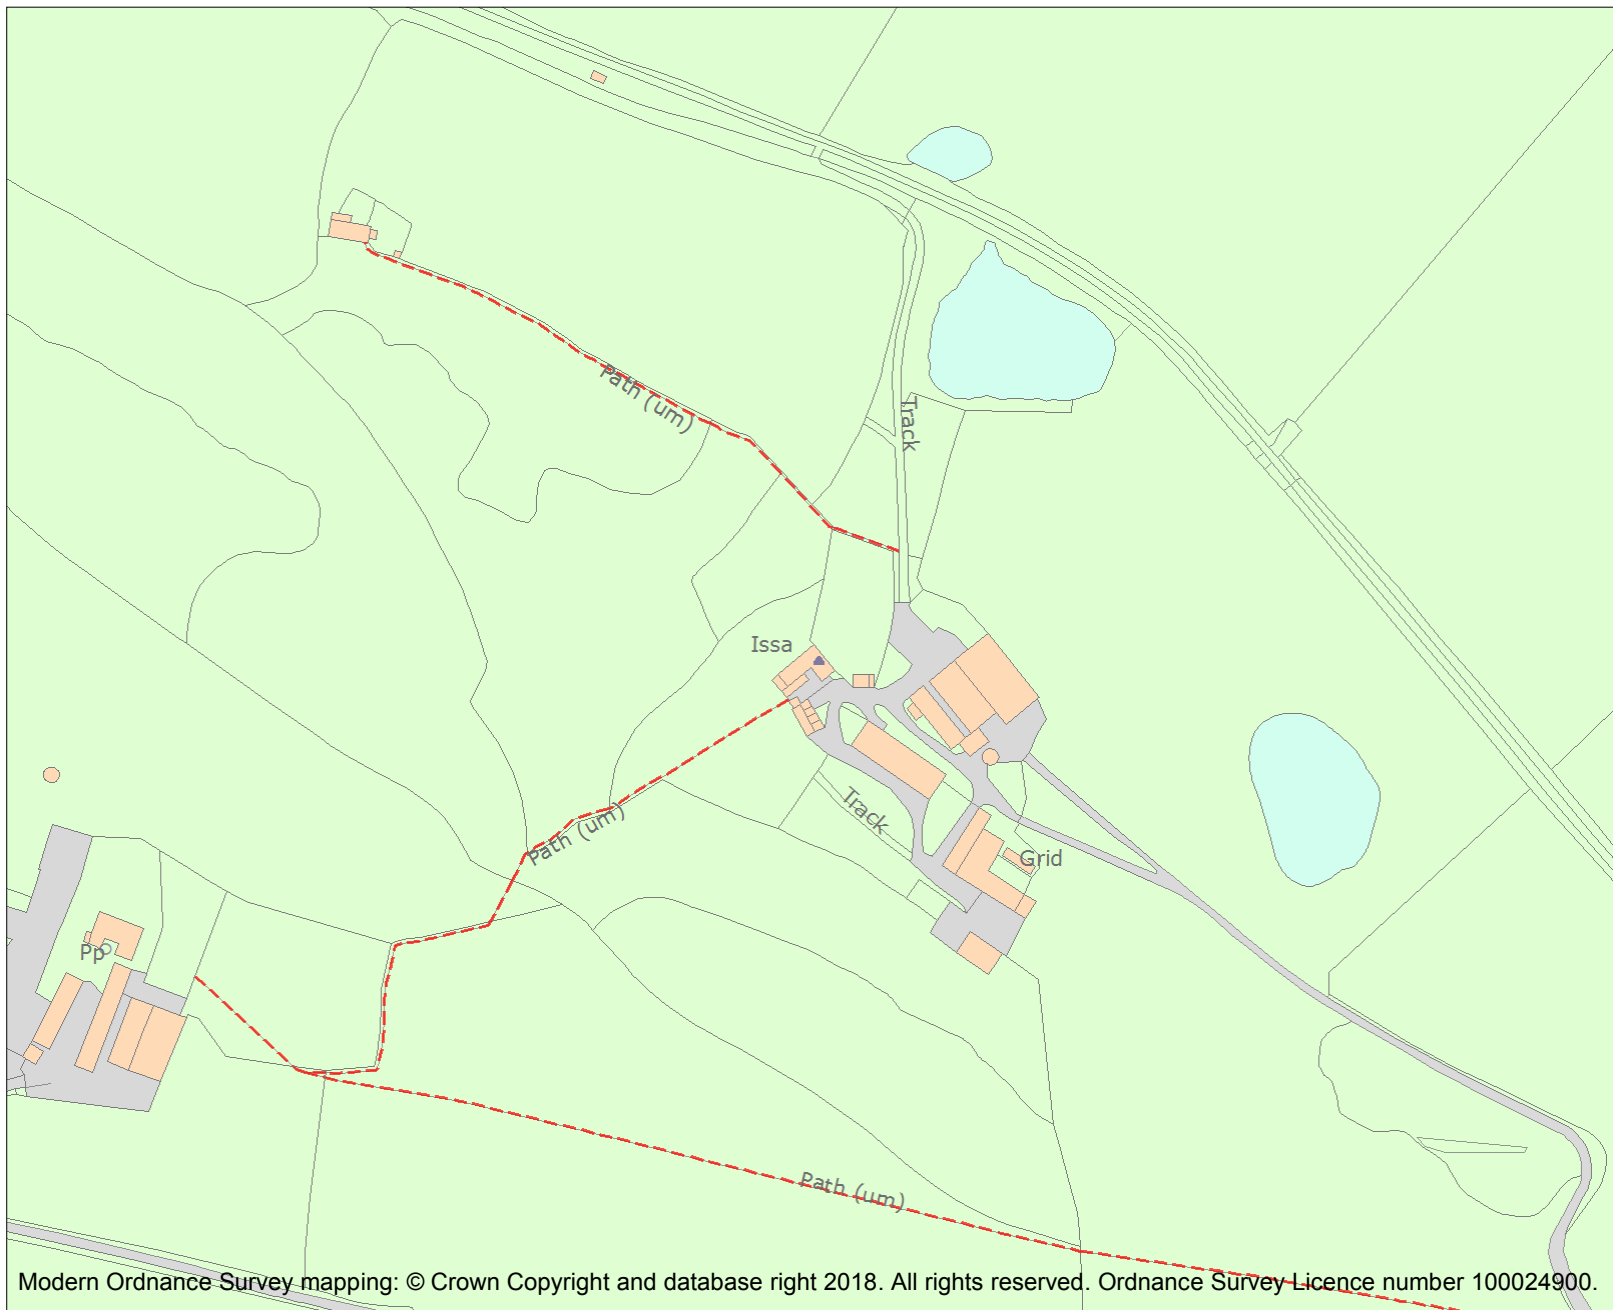 Path (um)
Track
Issa
Track
Path (um)
Grid
Pp
Path (um)
Modern Ordnance Survey mapping: © Crown Copyright and database right 2018. All rights reserved. Ordnance Survey Licence number 100024900.